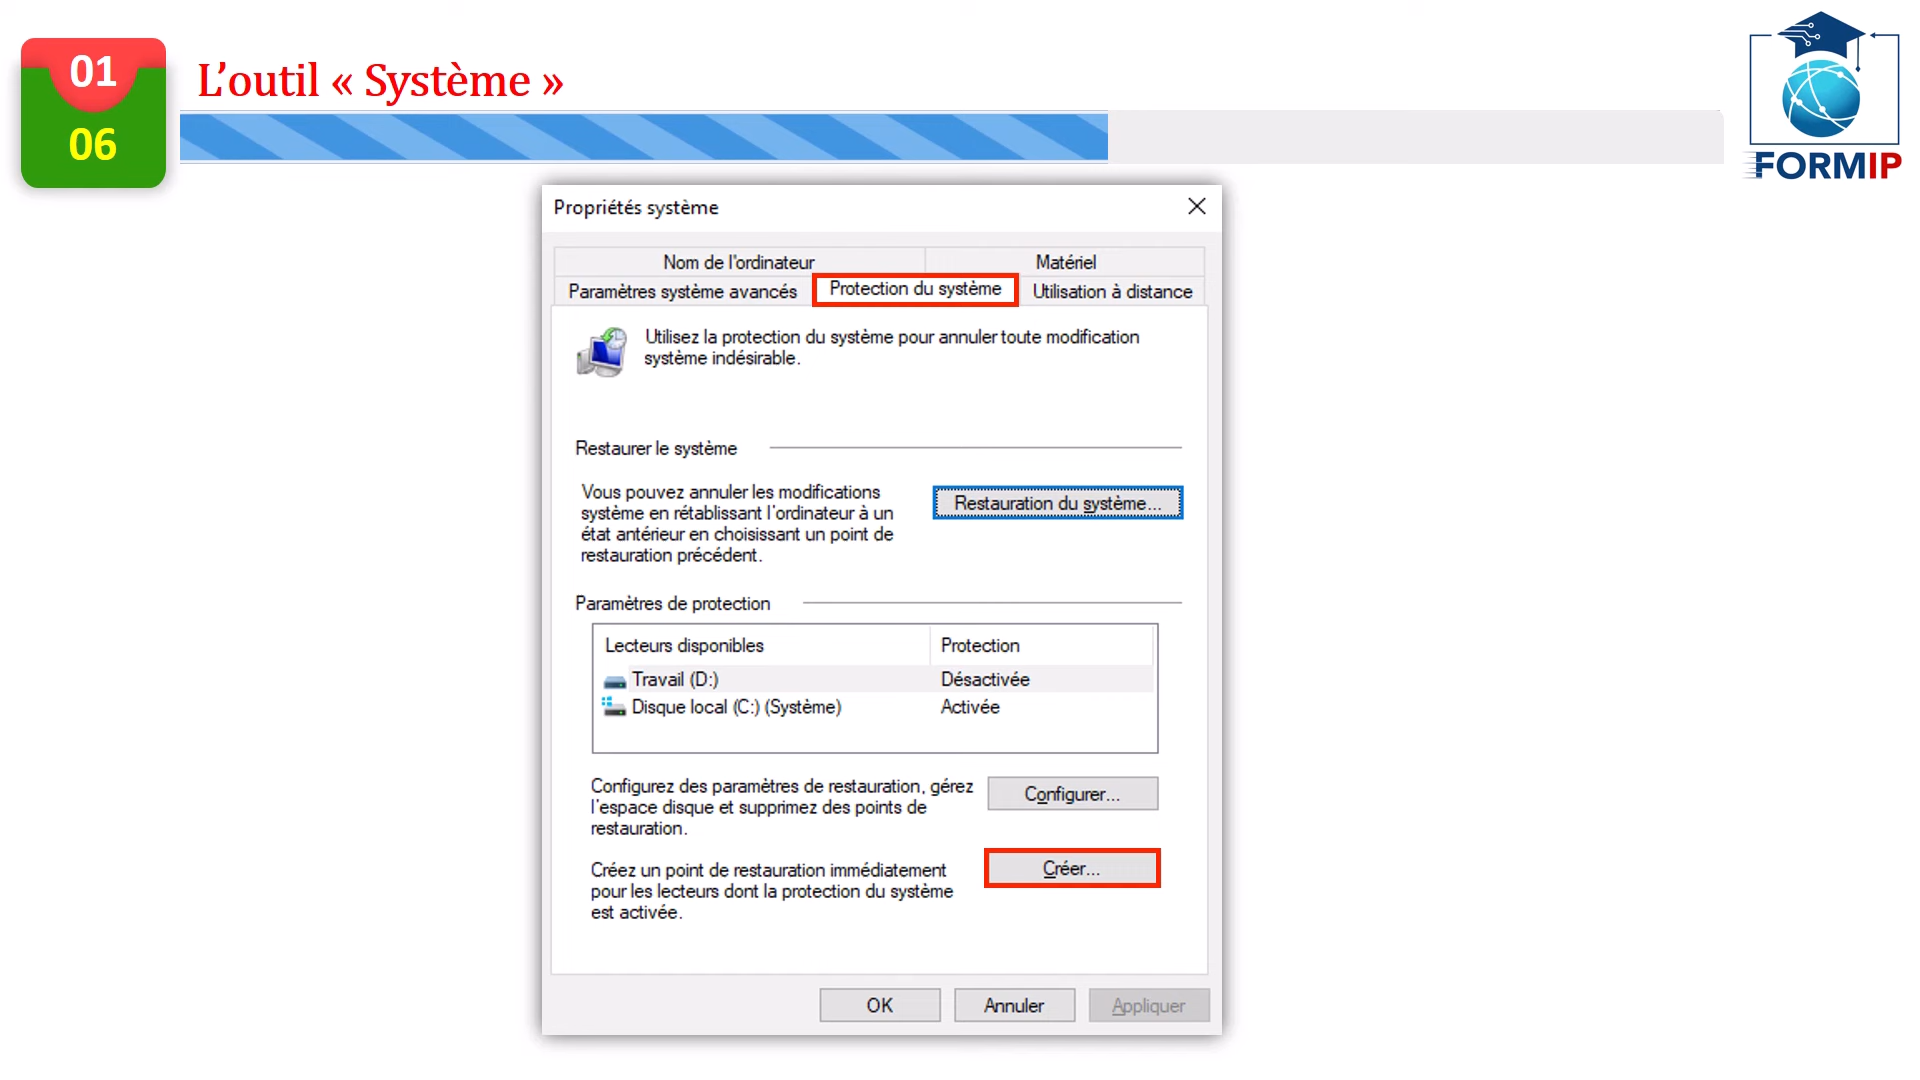 01
06
L’outil « Système »
FORMIP
Propriétés système
Nom de l'ordinateur
Matériel
Paramètres système avancés
Protection du système
Utilisation à distance
Utilisez la protection du système pour annuler toute modification
système indésirable.
Restaurer le système
Vous pouvez annuler les modifications
système en rétablissant l'ordinateur à un
état antérieur en choisissant un point de
restauration précédent.
Restauration du système...
Paramètres de protection
Lecteurs disponibles
Protection
Travail (D:)
Désactivée
Disque local (C:) (Système)
Activée
Configurez des paramètres de restauration, gérez
l'espace disque et supprimez des points de
restauration.
Configurer...
Créez un point de restauration immédiatement
pour les lecteurs dont la protection du système
est activée.
Créer...
OK
Annuler
Appliquer